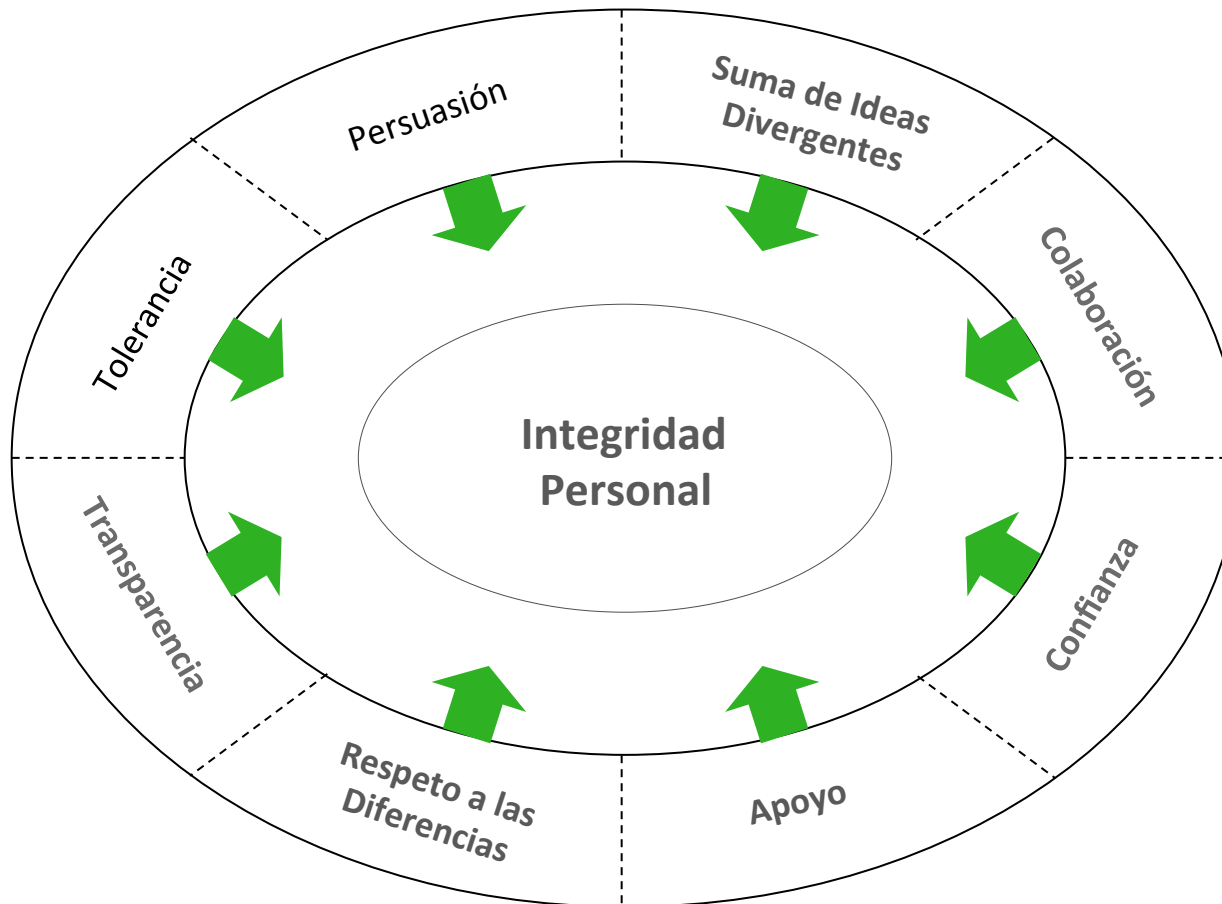 Persuasión
Suma de Ideas
Divergentes
Colaboración
Confianza
Apoyo
Respeto a las
Diferencias
Transparencia
Tolerancia
Integridad
Personal